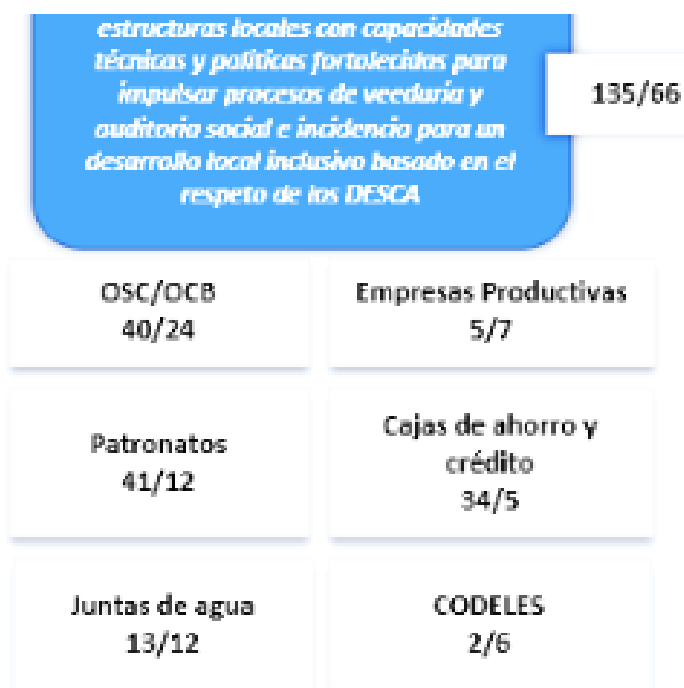 estructuras locales con capacidades
técnicas y políticas fortalecidas para
impulsar procesos de veeduría y
auditoria social e incidencia para un
desarrollo local inclusivo basado en el
respeto de los DESCA
135/66
OSC/OCB
40/24
Empresas Productivas
5/7
Patronatos
41/12
Cajas de ahorro y
crédito
34/5
Juntas de agua
13/12
CODELES
2/6